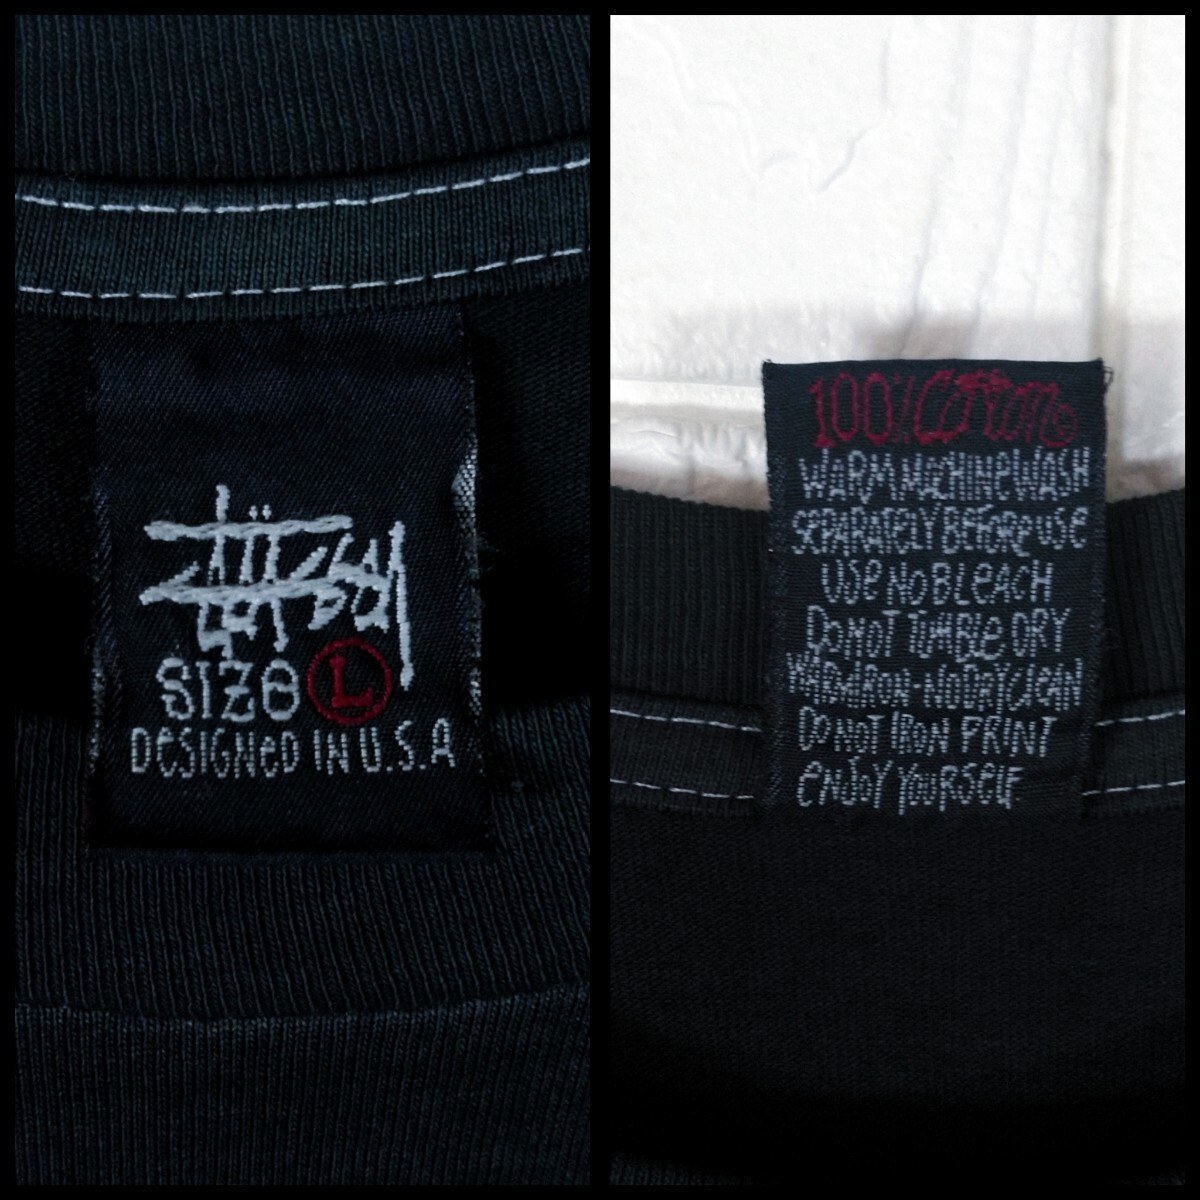 Stüssy
SIZE L
DESIGNED IN U.S.A
100% Cotton ©
WARM MACHINE WASH
SEPARATELY BEFORE USE
USE NO BLEACH
DO NOT TUMBLE DRY
WARM IRON-NO DRY CLEAN
DO NOT IRON PRINT
ENJOY YOURSELF